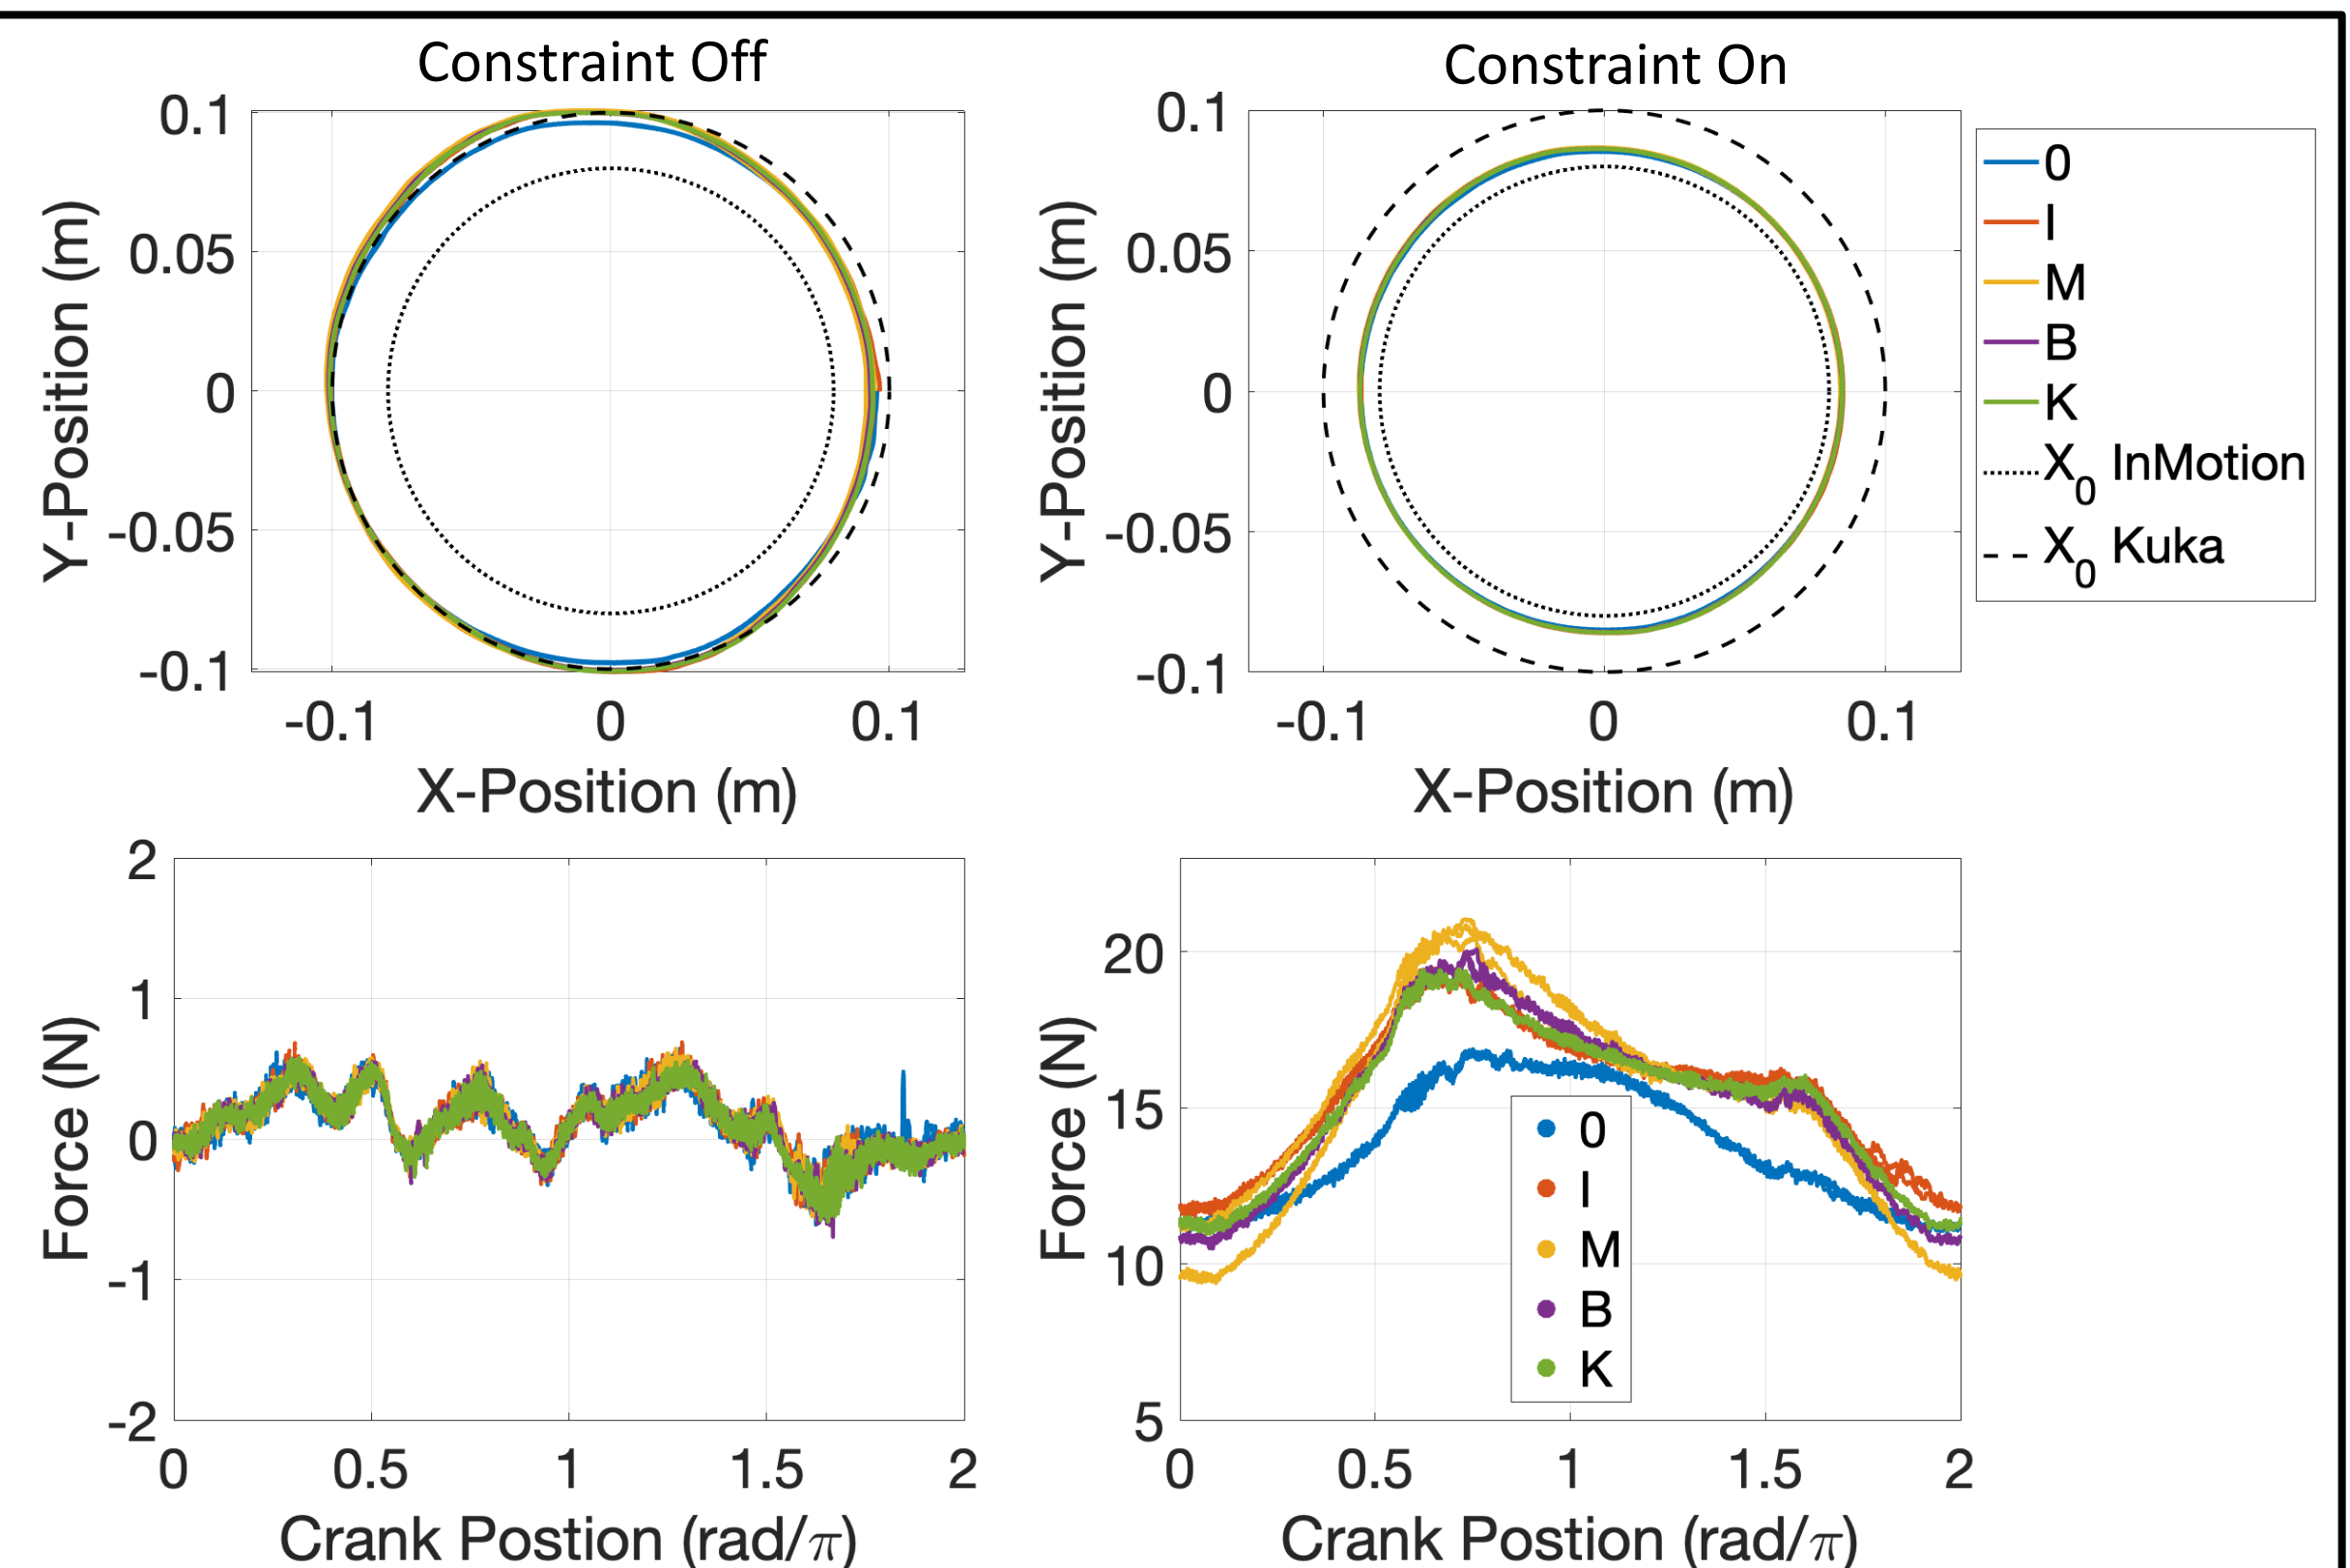 Constraint Off
0.1
0.05
0
-0.05
-0.1
Y-Position (m)
-0.1 0 0.1
X-Position (m)
Constraint On
0.1
0.05
0
-0.05
-0.1
Y-Position (m)
-0.1 0 0.1
X-Position (m)
0
I
M
B
K
X0 InMotion
X0 Kuka
2
1
0
-1
-2
Force (N)
0 0.5 1 1.5 2
Crank Postion (rad/π)
20
15
10
5
Force (N)
0
I
M
B
K
0 0.5 1 1.5 2
Crank Postion (rad/π)